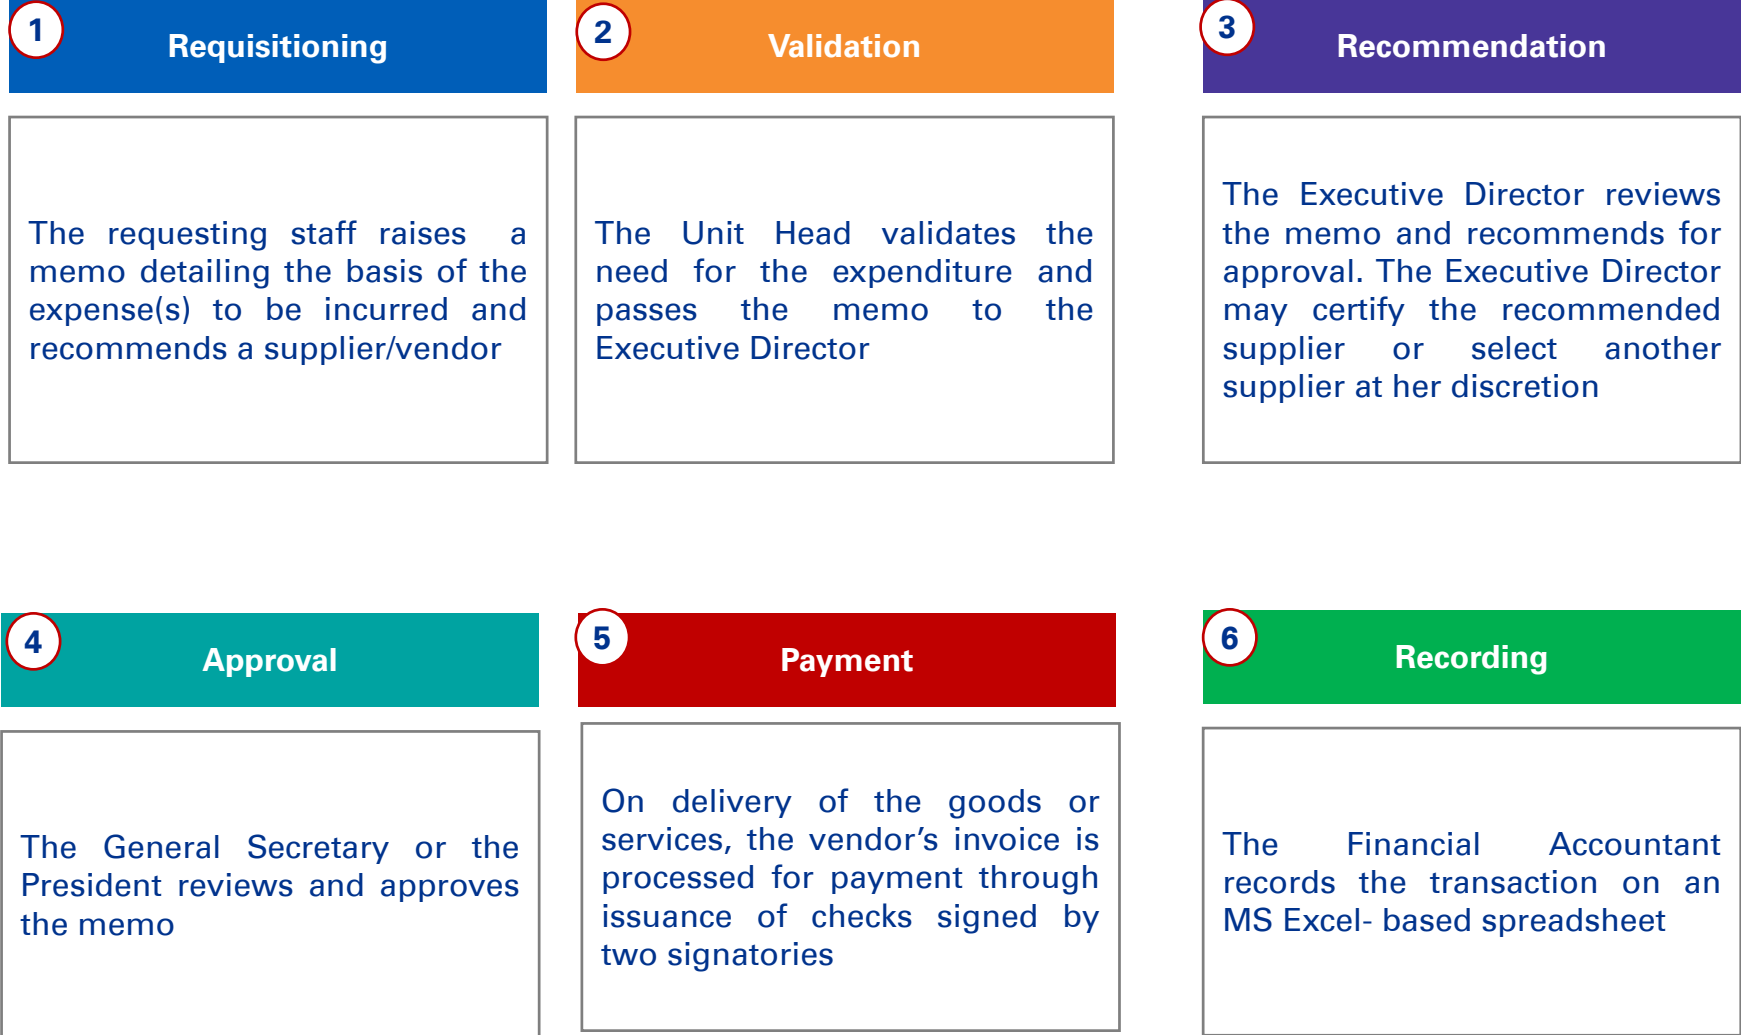 1
Requisitioning
The requesting staff raises a
memo detailing the basis of the
expense(s) to be incurred and
recommends a supplier/vendor
2
Validation
The Unit Head validates the
need for the expenditure and
passes the memo to the
Executive Director
3
Recommendation
The Executive Director reviews
the memo and recommends for
approval. The Executive Director
may certify the recommended
supplier or select another
supplier at her discretion
4
Approval
The General Secretary or the
President reviews and approves
the memo
5
Payment
On delivery of the goods or
services, the vendor’s invoice is
processed for payment through
issuance of checks signed by
two signatories
6
Recording
The Financial Accountant
records the transaction on an
MS Excel- based spreadsheet